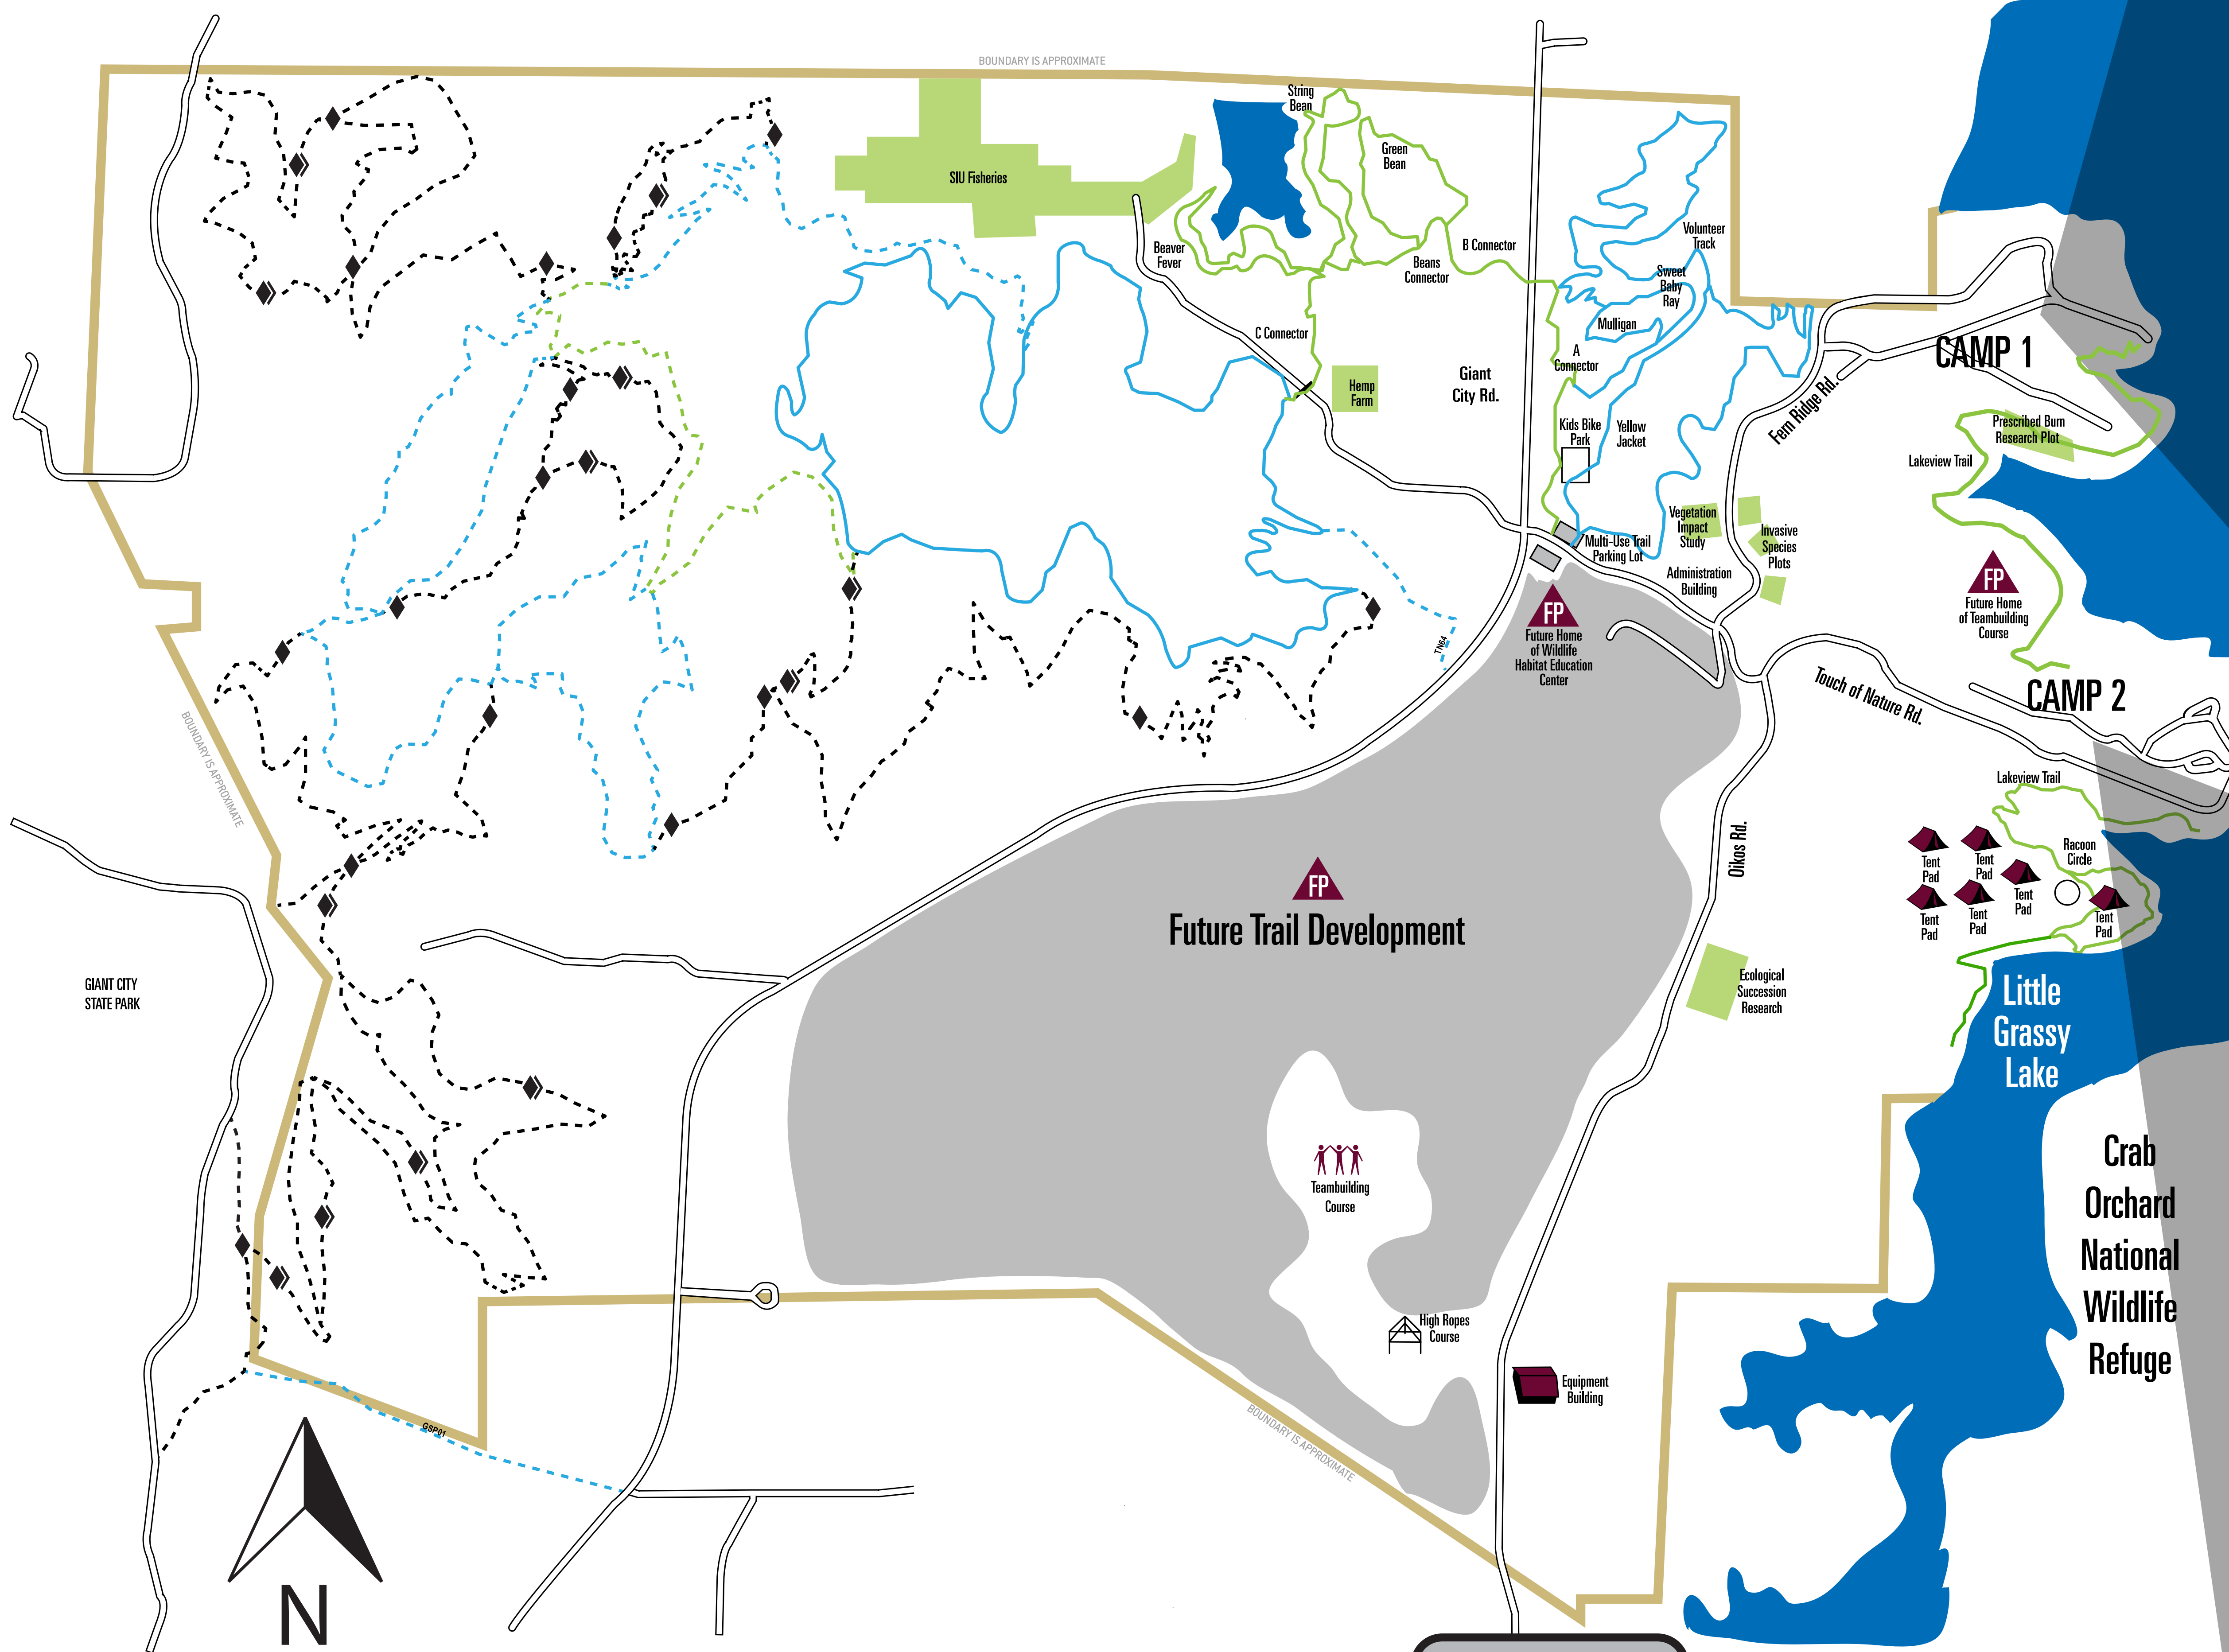 BOUNDARY IS APPROXIMATE
String
Bean
Green
Bean
SIU Fisheries
Beaver
Fever
Beans
Connector
B Connector
Volunteer
Track
Sweet
Baby
Ray
Mulligan
C Connector
A
Connector
Hemp
Farm
Giant
City Rd.
Kids Bike
Park
Yellow
Jacket
Fern Ridge Rd.
CAMP 1
Prescribed Burn
Research Plot
Lakeview Trail
Vegetation
Impact
Study
Invasive
Species
Plots
Multi-Use Trail
Parking Lot
Administration
Building
FP
Future Home
of Wildlife
Habitat Education
Center
FP
Future Home
of Teambuilding
Course
TN64
Touch of Nature Rd.
CAMP 2
BOUNDARY IS APPROXIMATE
Lakeview Trail
Oikos Rd.
Racoon
Circle
Tent
Pad
Tent
Pad
Tent
Pad
Tent
Pad
Tent
Pad
Tent
Pad
FP
Future Trail Development
GIANT CITY
STATE PARK
Ecological
Succession
Research
Little
Grassy
Lake
Crab
Orchard
National
Wildlife
Refuge
Teambuilding
Course
High Ropes
Course
Equipment
Building
BOUNDARY IS APPROXIMATE
GSP01
N